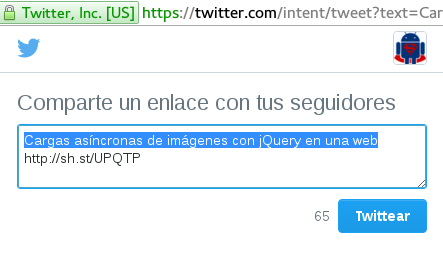 Twitter, Inc. [US] https://twitter.com/intent/tweet?text=Car
Comparte un enlace con tus seguidores
Cargas asíncronas de imágenes con jQuery en una web
http://sh.st/UPQTP
65 Twittear